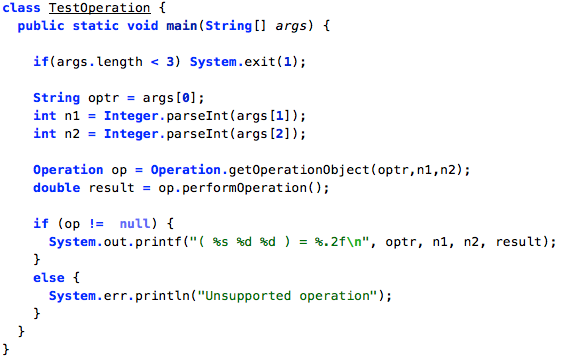 class TestOperation {
public static void main(String[] args) {
if(args.length < 3) System.exit(1);
String optr = args[0];
int n1 = Integer.parseInt(args[1]);
int n2 = Integer.parseInt(args[2]);
Operation op = Operation.getOperationObject(optr,n1,n2);
double result = op.performOperation();
if (op !=  null) {
System.out.printf("( %s %d %d ) = %.2f\n", optr, n1, n2, result);
}
else {
System.err.println("Unsupported operation");
}
}
}